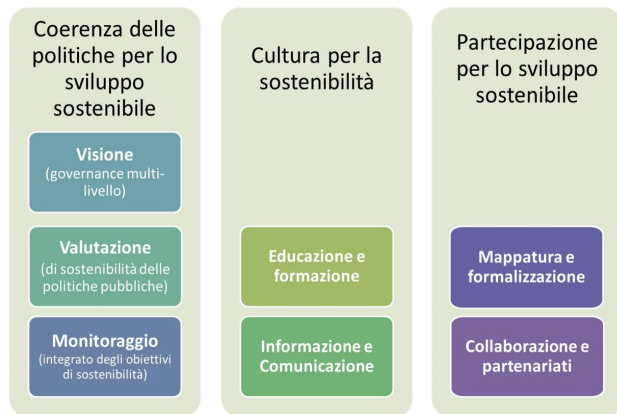 Coerenza delle
politiche per lo
sviluppo
sostenibile
Visione
(governance multi-
livello)
Valutazione
(di sostenibilità delle
politiche pubbliche)
Monitoraggio
(integrato degli obiettivi
di sostenibilità)
Cultura per la
sostenibilità
Educazione e
formazione
Informazione e
Comunicazione
Partecipazione
per lo sviluppo
sostenibile
Mappatura e
formalizzazione
Collaborazione e
partenariati